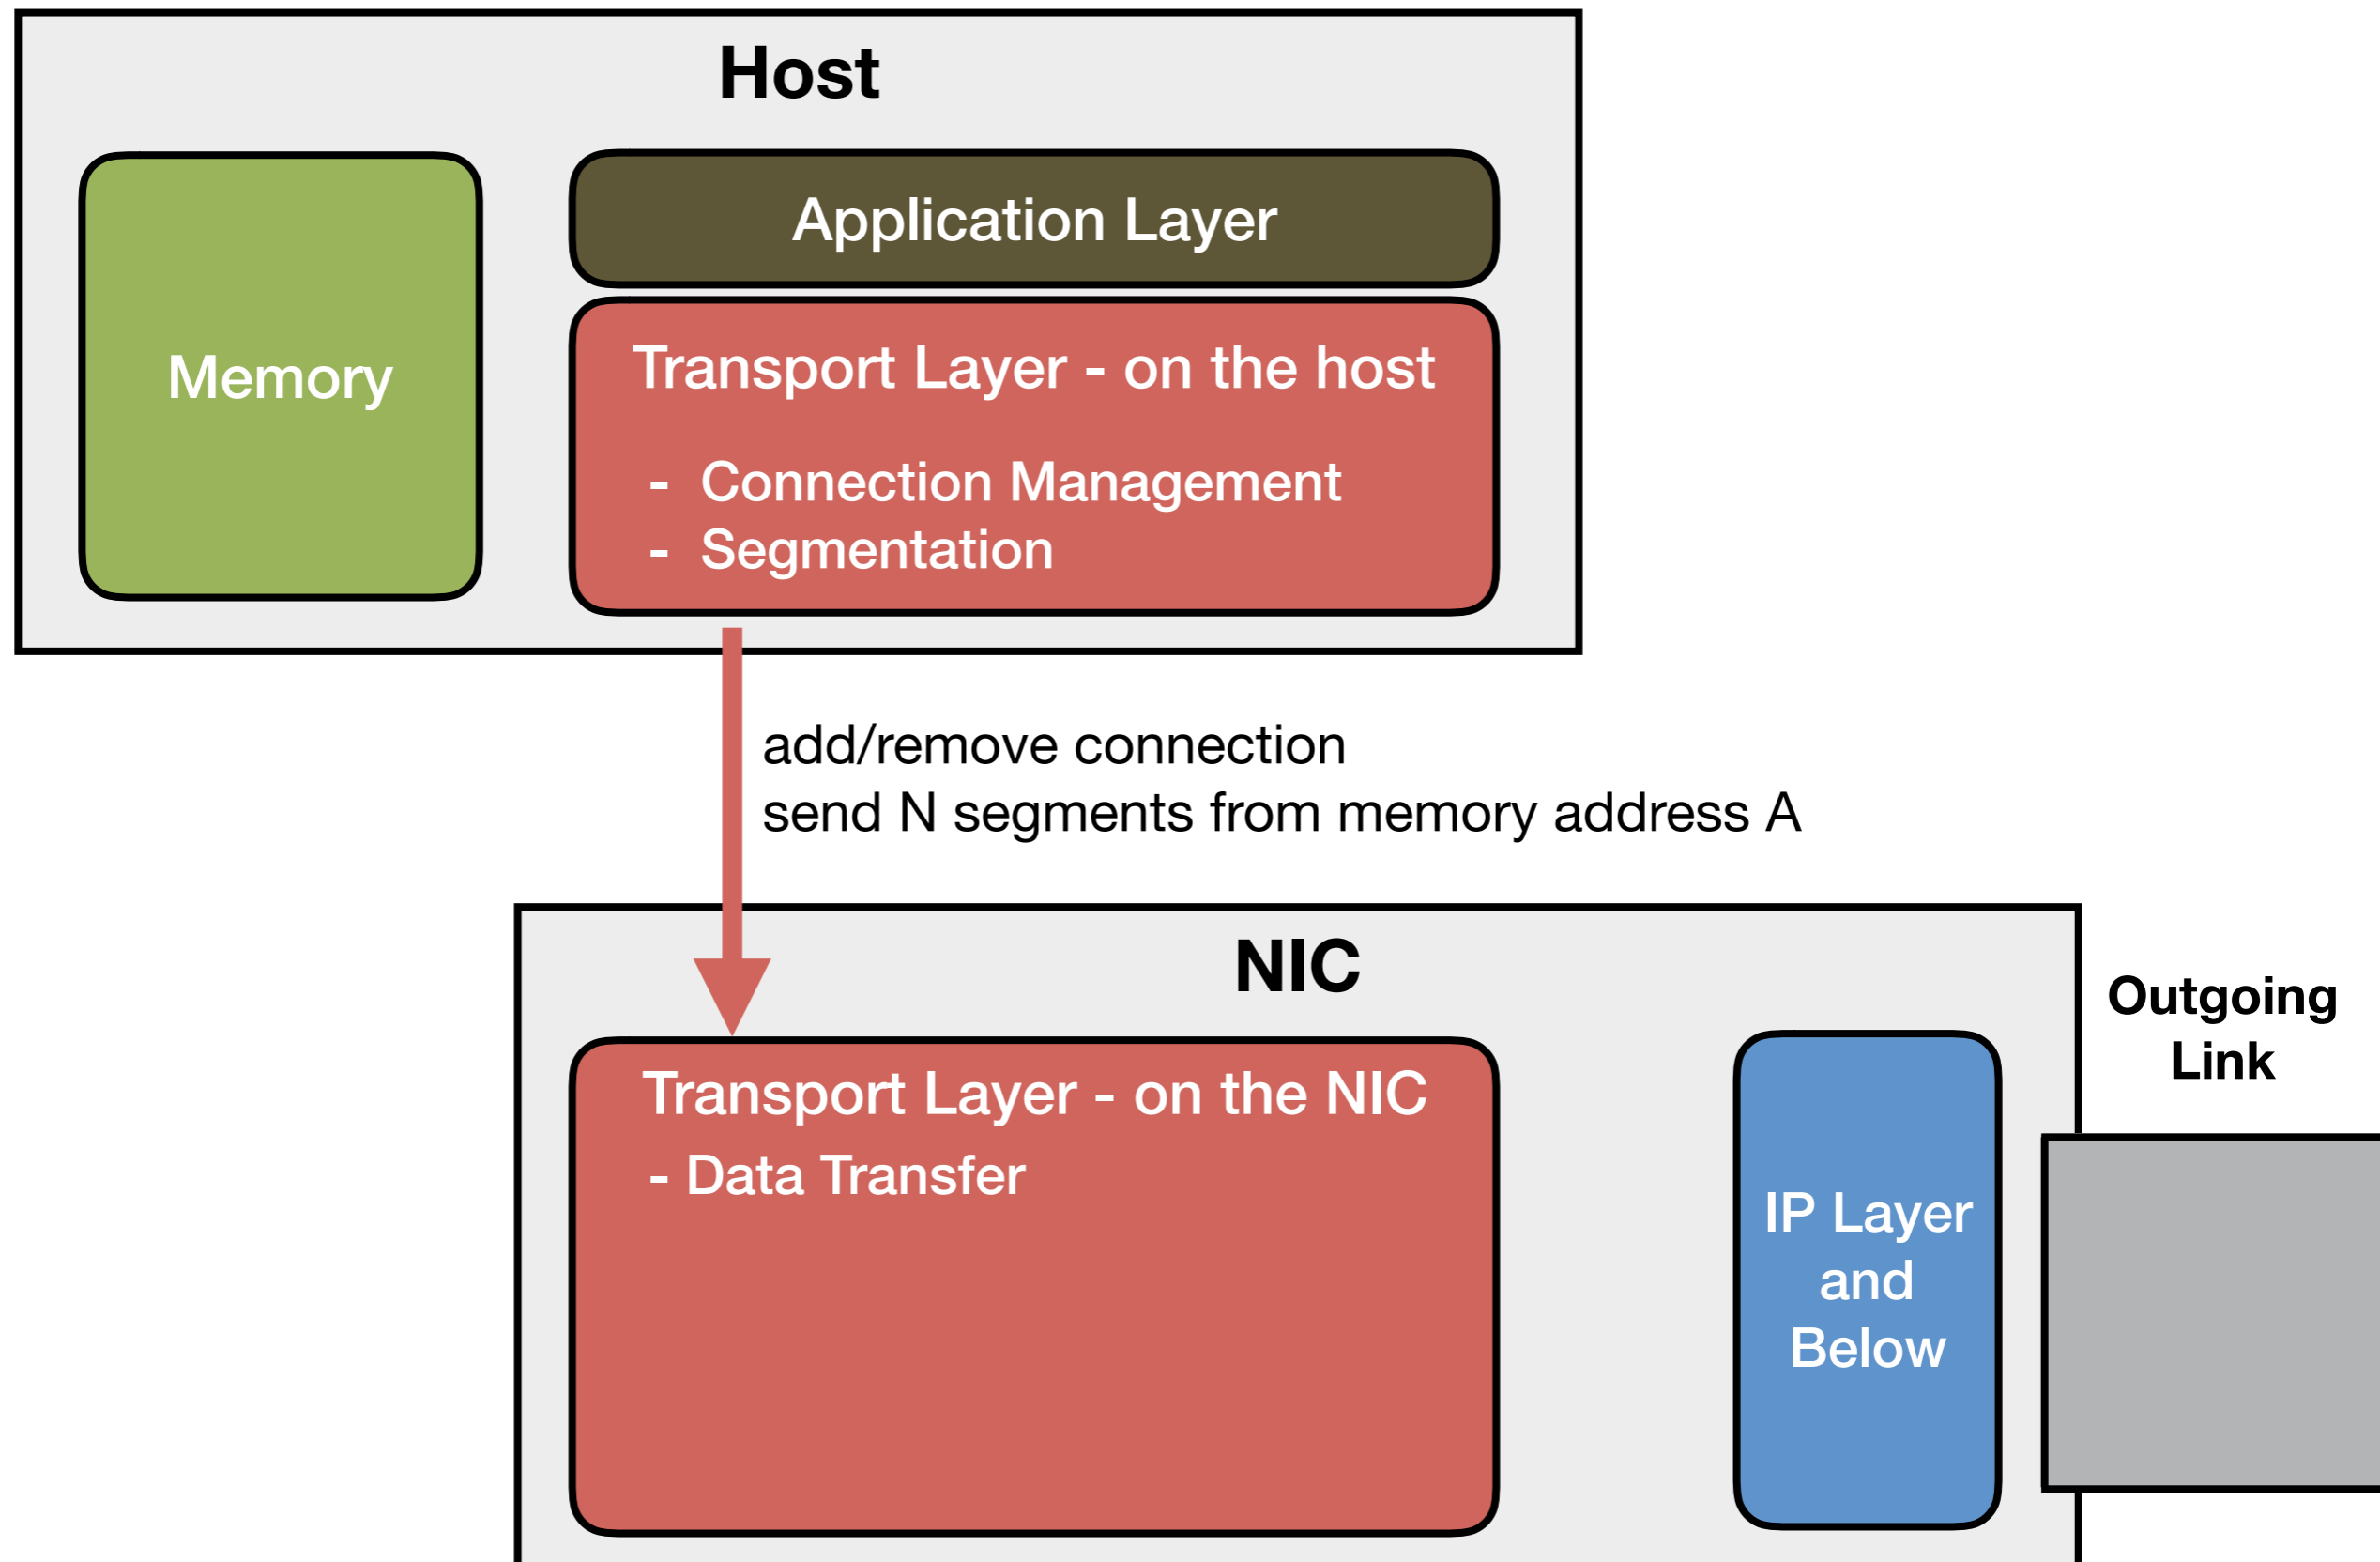 Host
Memory
Application Layer
Transport Layer - on the host
- Connection Management
- Segmentation
add/remove connection
send N segments from memory address A
NIC
Transport Layer - on the NIC
- Data Transfer
IP Layer
and
Below
Outgoing
Link